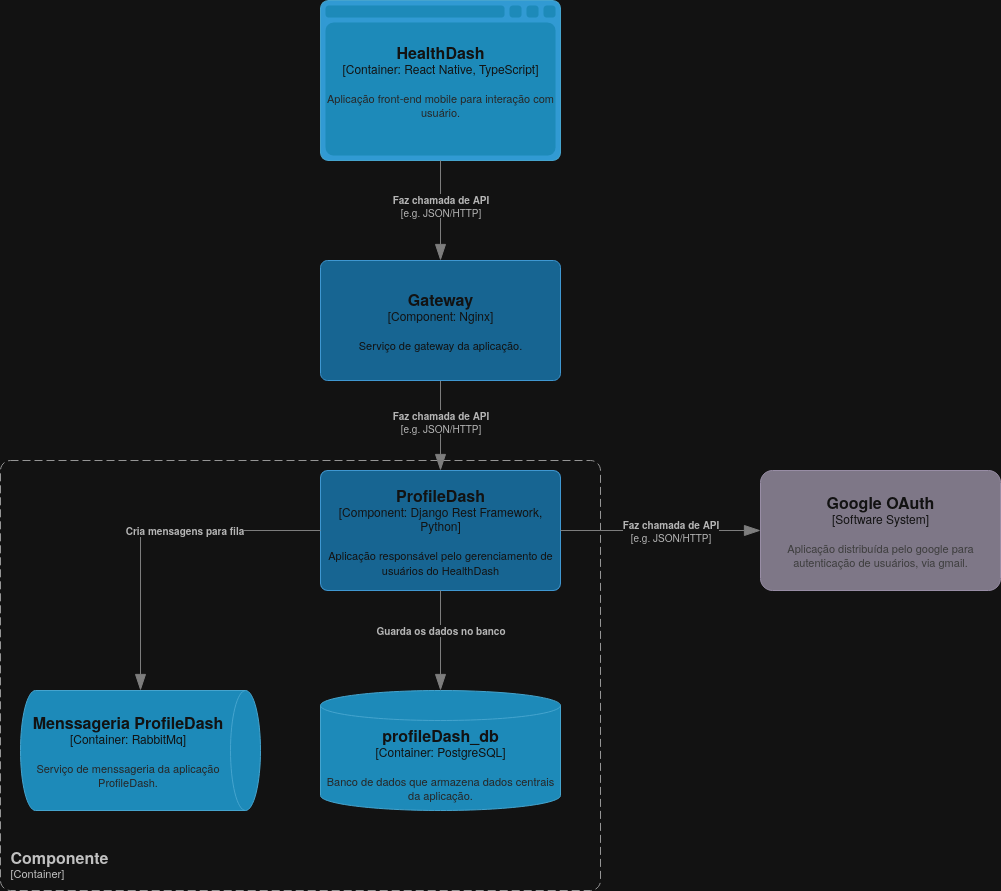 HealthDash
[Container: React Native, TypeScript]
Aplicação front-end mobile para interação com
usuário.
Faz chamada de API
[e.g. JSON/HTTP]
Gateway
[Component: Nginx]
Serviço de gateway da aplicação.
Faz chamada de API
[e.g. JSON/HTTP]
ProfileDash
[Component: Django Rest Framework,
Python]
Aplicação responsável pelo gerenciamento de
usuários do HealthDash
Cria mensagens para fila
Faz chamada de API
[e.g. JSON/HTTP]
Google OAuth
[Software System]
Aplicação distribuída pelo google para
autenticação de usuários, via gmail.
Guarda os dados no banco
Menssageria ProfileDash
[Container: RabbitMq]
Serviço de menssageria da aplicação
ProfileDash.
profileDash_db
[Container: PostgreSQL]
Banco de dados que armazena dados centrais
da aplicação.
Componente
[Container]